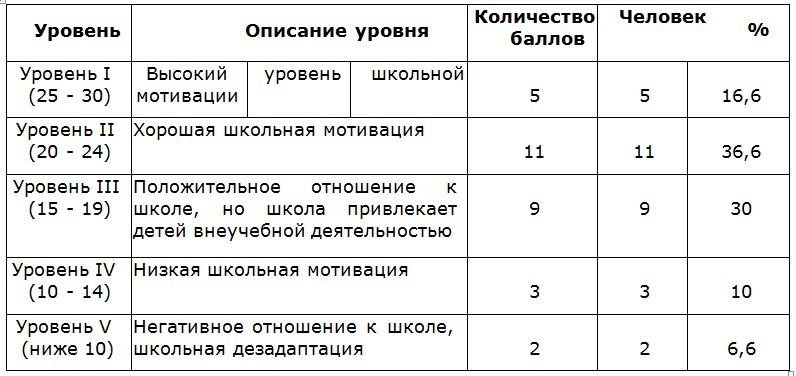 Уровень Описание уровня Количество баллов Человек %
Уровень I (25 - 30) Высокий уровень школьной мотивации 5 5 16,6
Уровень II (20 - 24) Хорошая школьная мотивация 11 11 36,6
Уровень III (15 - 19) Положительное отношение к школе, но школа привлекает детей внеучебной деятельностью 9 9 30
Уровень IV (10 - 14) Низкая школьная мотивация 3 3 10
Уровень V (ниже 10) Негативное отношение к школе, школьная дезадаптация 2 2 6,6